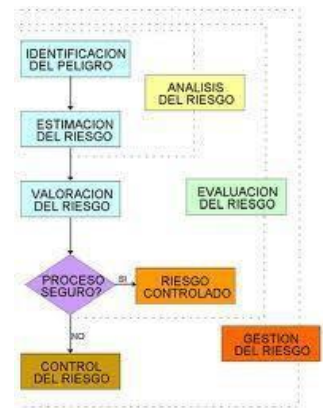 IDENTIFICACION
DEL PELIGRO
ANALISIS
DEL RIESGO
ESTIMACION
DEL RIESGO
VALORACION
DEL RIESGO
EVALUACION
DEL RIESGO
PROCESO
SEGURO?
SI
RIESGO
CONTROLADO
NO
GESTION
DEL RIESGO
CONTROL
DEL RIESGO